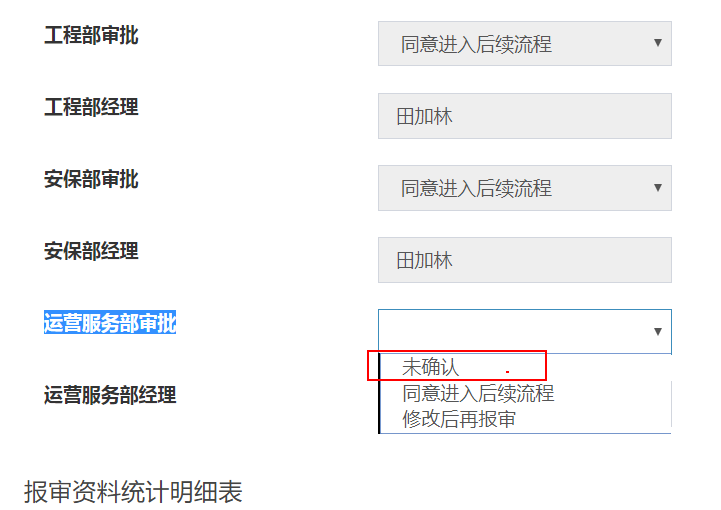 工程部审批
同意进入后续流程
工程部经理
田加林
安保部审批
同意进入后续流程
安保部经理
田加林
运营服务部审批
未确认
同意进入后续流程
运营服务部经理
修改后再报审
报审资料统计明细表